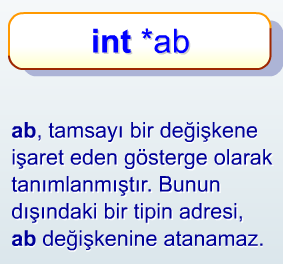 int *ab
ab, tamsayı bir değişkene
işaret eden gösterge olarak
tanımlanmıştır. Bunun
dışındaki bir tipin adresi,
ab değişkenine atanamaz.